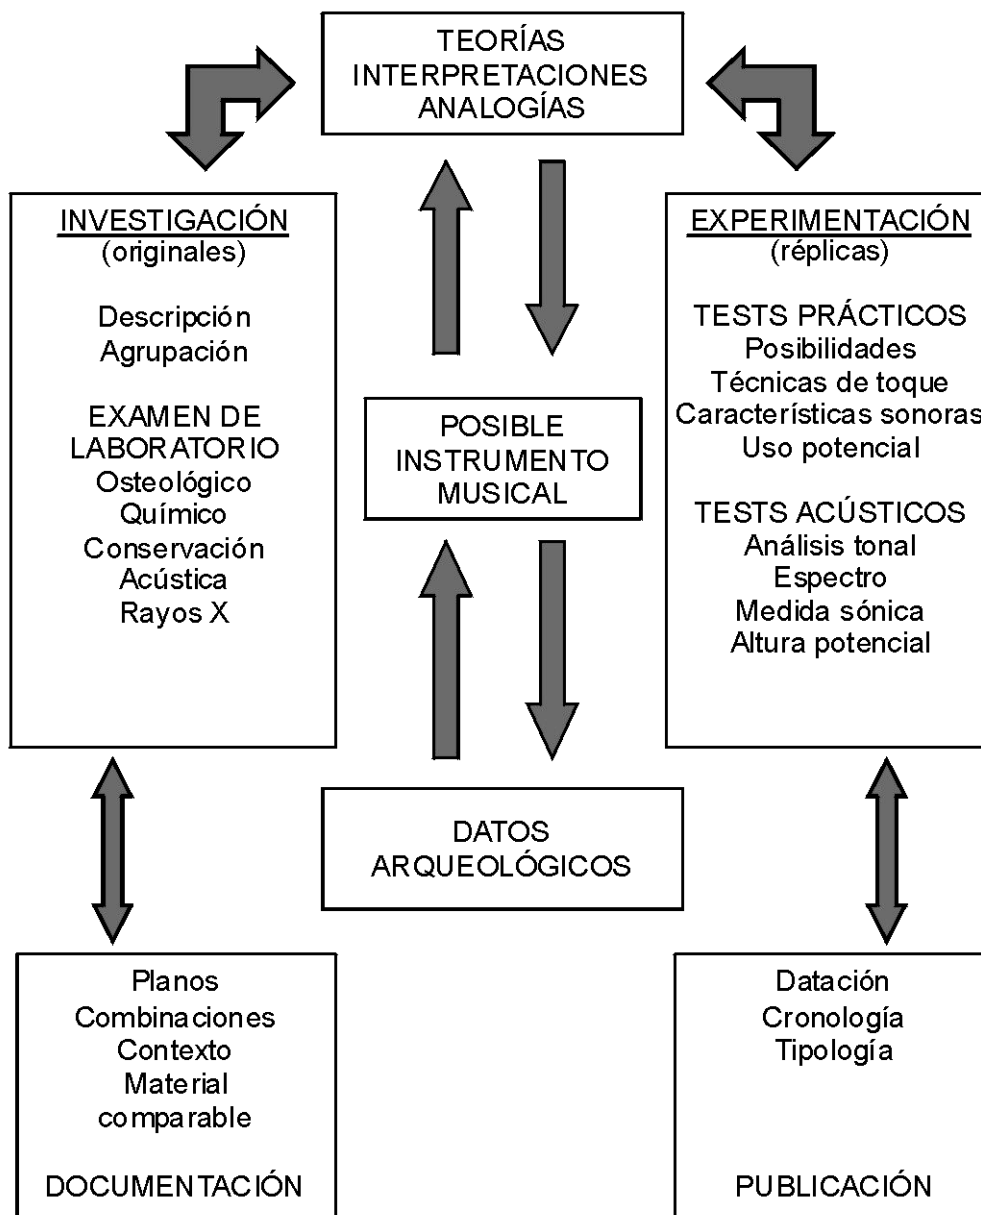 TEORÍAS
INTERPRETACIONES
ANALOGÍAS
INVESTIGACIÓN
(originales)
Descripción
Agrupación
EXAMEN DE
LABORATORIO
Osteológico
Químico
Conservación
Acústica
Rayos X
POSIBLE
INSTRUMENTO
MUSICAL
EXPERIMENTACIÓN
(réplicas)
TESTS PRÁCTICOS
Posibilidades
Técnicas de toque
Características sonoras
Uso potencial
TESTS ACÚSTICOS
Análisis tonal
Espectro
Medida sónica
Altura potencial
DATOS
ARQUEOLÓGICOS
Planos
Combinaciones
Contexto
Material
comparable
DOCUMENTACIÓN
Datación
Cronología
Tipología
PUBLICACIÓN